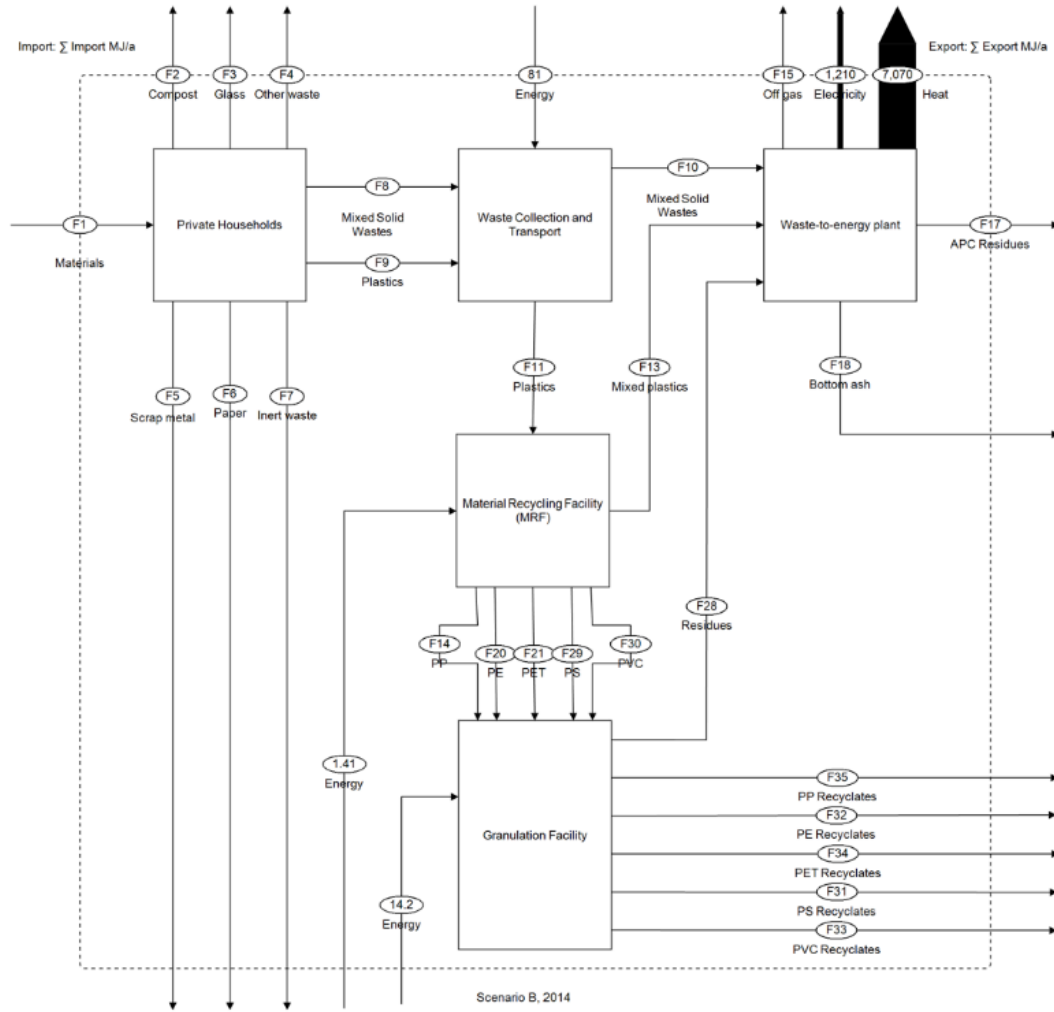 Import: ∑ Import MJ/a
Export: ∑ Export MJ/a
F2
Compost
F3
Glass
F4
Other waste
81
Energy
F15
Off gas
1,210
Electricity
7,070
Heat
F1
Materials
Private Households
F8
Mixed Solid
Wastes
F9
Plastics
Waste Collection and
Transport
F10
Mixed Solid
Wastes
Waste-to-energy plant
F17
APC Residues
F5
Scrap metal
F6
Paper
F7
Inert waste
F11
Plastics
F13
Mixed plastics
F18
Bottom ash
Material Recycling Facility
(MRF)
F14
PP
F20
PE
F21
PET
F29
PS
F30
PVC
F28
Residues
1.41
Energy
14.2
Energy
Granulation Facility
F35
PP Recyclates
F32
PE Recyclates
F34
PET Recyclates
F31
PS Recyclates
F33
PVC Recyclates
Scenario B, 2014